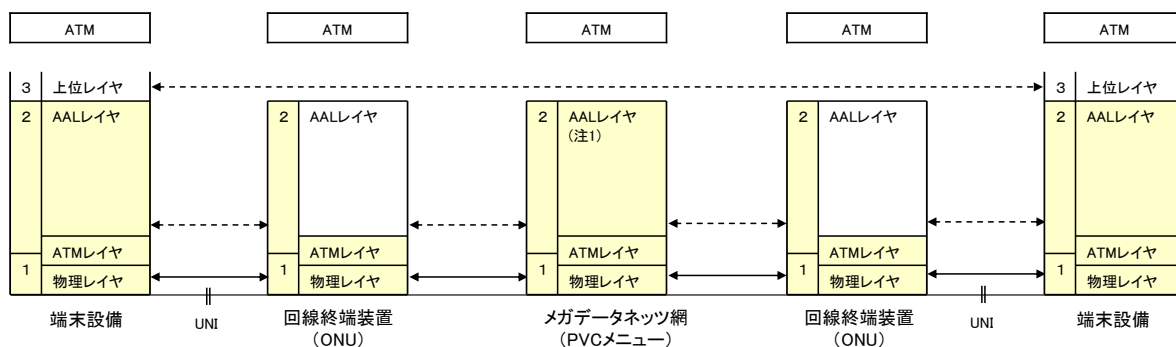 ATM
ATM
ATM
ATM
ATM
3 上位レイヤ
3 上位レイヤ
2 AALレイヤ
2 AALレイヤ
2 AALレイヤ
(注1)
2 AALレイヤ
2 AALレイヤ
ATMレイヤ
ATMレイヤ
ATMレイヤ
ATMレイヤ
ATMレイヤ
1 物理レイヤ
1 物理レイヤ
1 物理レイヤ
1 物理レイヤ
1 物理レイヤ
端末設備
UNI
回線終端装置
(ONU)
メガデータネッツ網
(PVCメニュー)
回線終端装置
(ONU)
UNI
端末設備